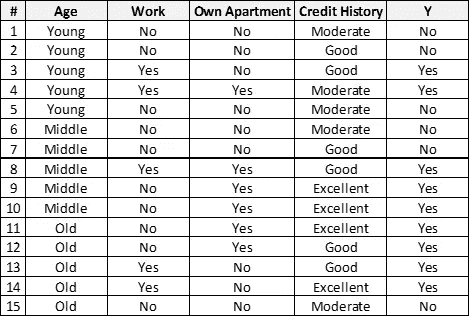 # Age Work Own Apartment Credit History Y
1 Young No No Moderate No
2 Young No No Good No
3 Young Yes No Good Yes
4 Young Yes Yes Moderate Yes
5 Young No No Moderate No
6 Middle No No Moderate No
7 Middle No No Good No
8 Middle Yes Yes Good Yes
9 Middle No Yes Excellent Yes
10 Middle No Yes Excellent Yes
11 Old No Yes Excellent Yes
12 Old No Yes Good Yes
13 Old Yes No Good Yes
14 Old Yes No Excellent Yes
15 Old No No Moderate No